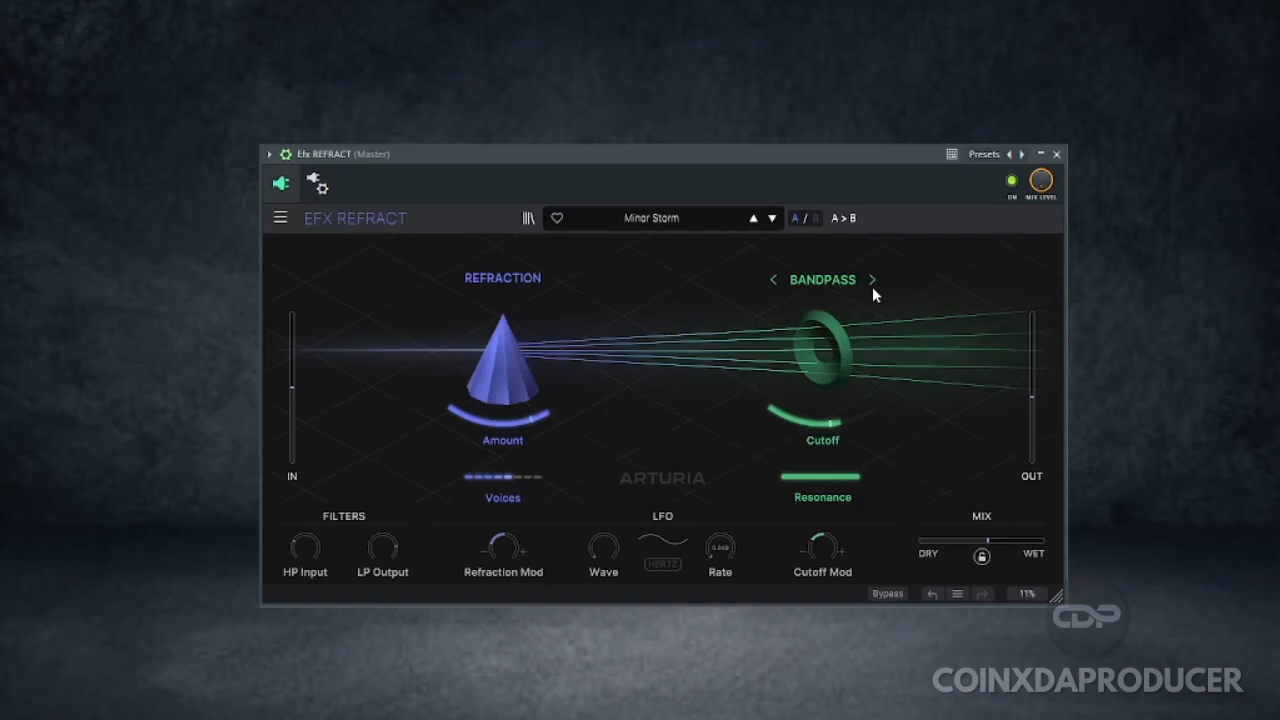 Efx REFRACT (Master)
Presets
ON
MIX LEVEL
EFX REFRACT
Minor Storm
A / B
A > B
REFRACTION
BANDPASS
Amount
Cutoff
IN
Voices
ARTURIA
Resonance
OUT
FILTERS
LFO
MIX
HERTZ
DRY
WET
HP Input
LP Output
Refraction Mod
Wave
Rate
Cutoff Mod
Bypass
11%
CDP
COINXDAPRODUCER